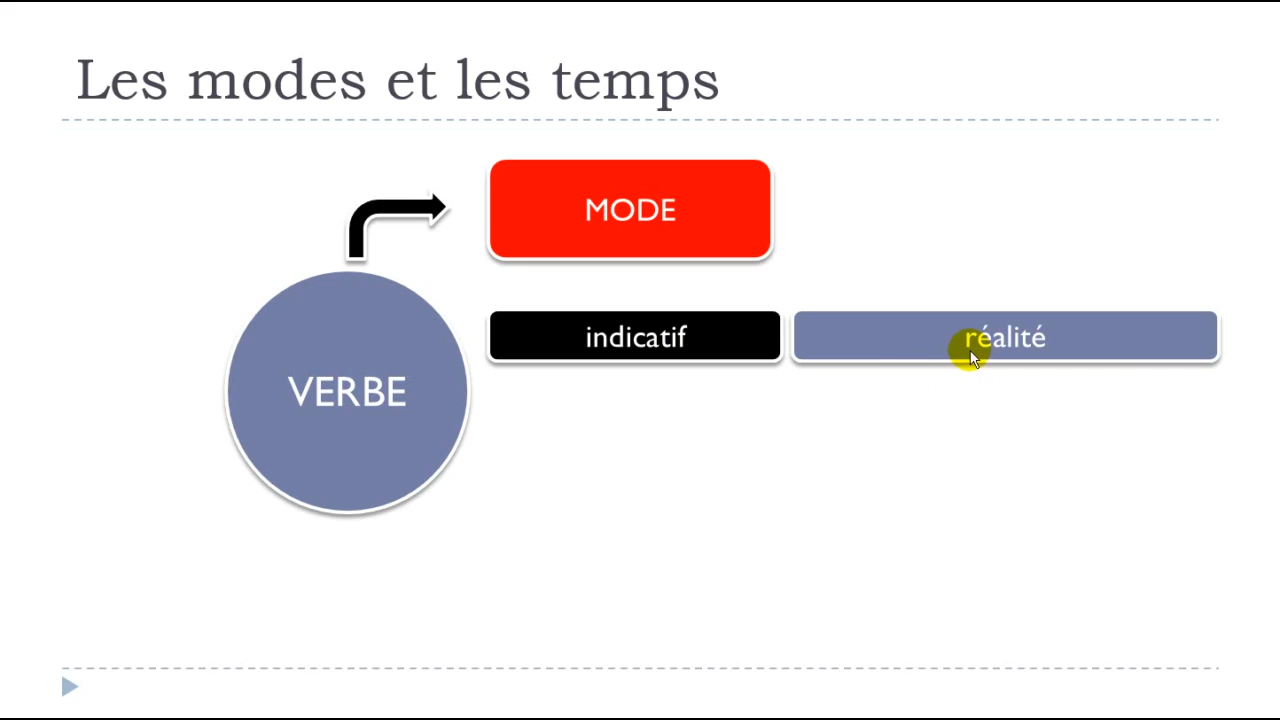 Les modes et les temps
MODE
indicatif
réalité
VERBE